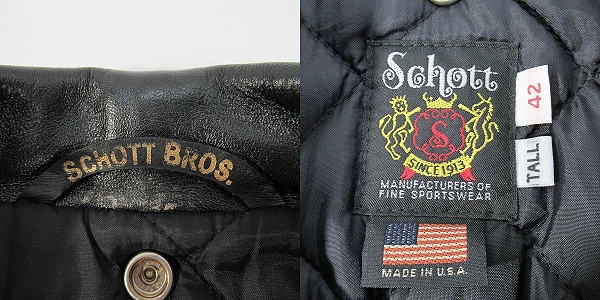 SCHOTT BROS.
Schott
S
SINCE 1913
MANUFACTURERS OF
FINE SPORTSWEAR
42
TALL
MADE IN U.S.A.